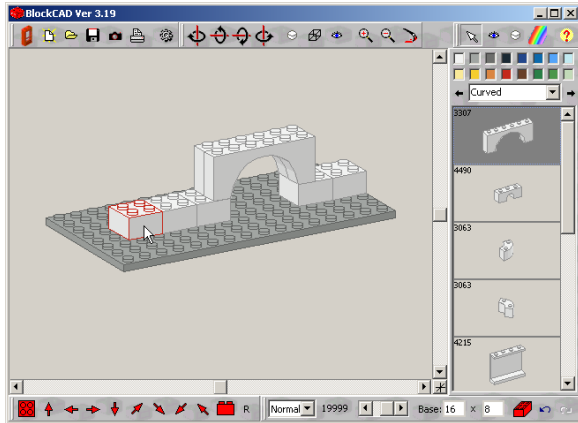 BlockCAD Ver 3.19
Curved
3307
4490
3063
3063
4215
R
Normal 19999 Base: 16 x 8